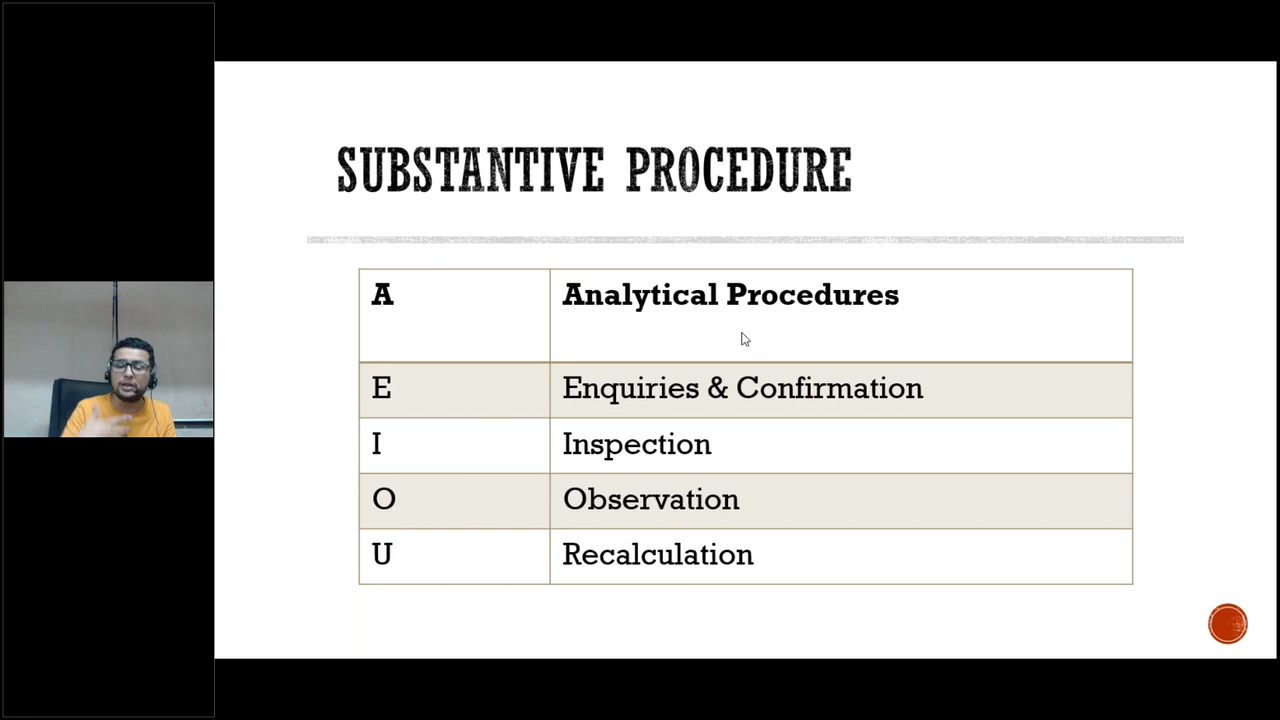 SUBSTANTIVE PROCEDURE
A Analytical Procedures
E Enquiries & Confirmation
I Inspection
O Observation
U Recalculation